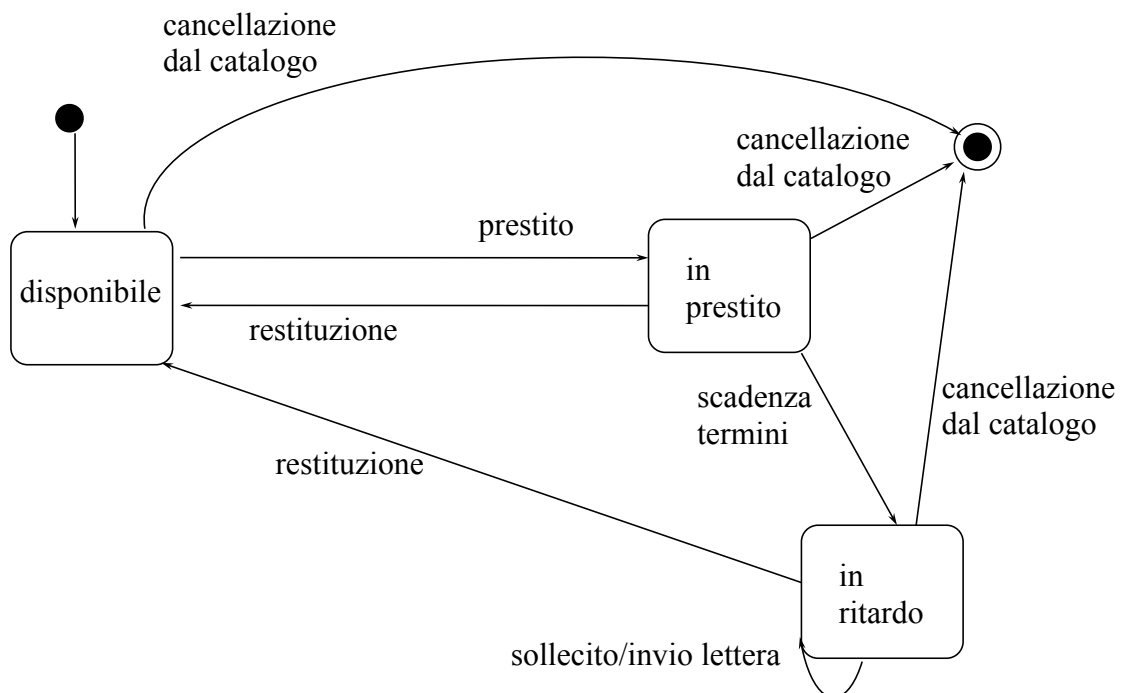 cancellazione
dal catalogo
cancellazione
dal catalogo
prestito
in
prestito
disponibile
restituzione
scadenza
termini
cancellazione
dal catalogo
restituzione
in
ritardo
sollecito/invio lettera